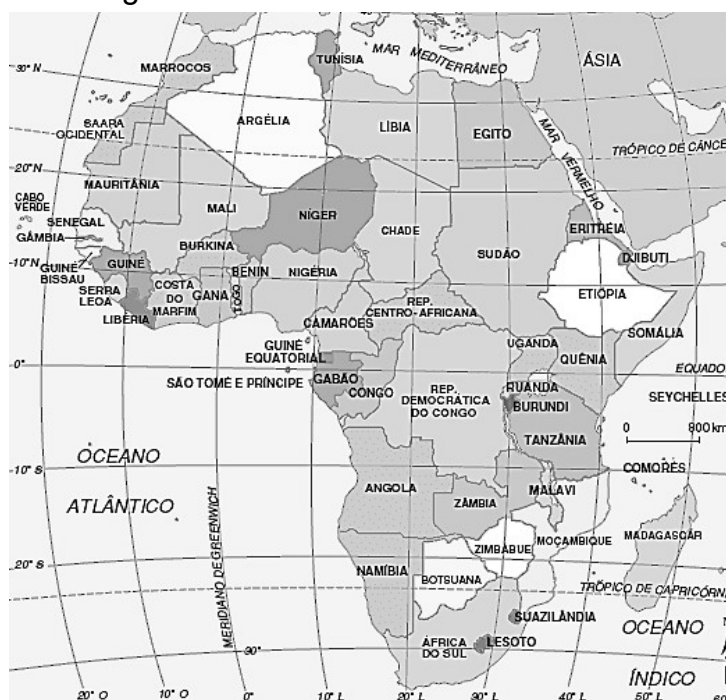 MAR MEDITERRÂNEO
ÁSIA
30° N
MARROCOS
TUNÍSIA
ARGÉLIA
LÍBIA
EGITO
SAARA
OCIDENTAL
MAR VERMELHO
TRÓPICO DE CÂNCE
20° N
MAURITÂNIA
CABO
VERDE
MALI
NÍGER
CHADE
SUDÃO
ERITRÉIA
SENEGAL
GÂMBIA
BURKINA
DJIBUTI
10° N
GUINÉ
BISSAU
GUINÉ
BENIN
NIGÉRIA
ETIÓPIA
SERRA
LEOA
COSTA
DO
MARFIM
GANA
TOGO
LIBÉRIA
REP.
CENTRO-AFRICANA
SOMÁLIA
CAMARÕES
UGANDA
QUÊNIA
GUINÉ
EQUATORIAL
0°
EQUADO
SÃO TOMÉ E PRÍNCIPE
GABÃO
CONGO
REP.
DEMOCRÁTICA
DO CONGO
RUANDA
BURUNDI
SEYCHELLES
TANZÂNIA
0 800 km
OCEANO
ATLÂNTICO
10° S
COMORES
ANGOLA
ZÂMBIA
MALAVI
MERIDIANO DE GREENWICH
ZIMBÁBUE
MOÇAMBIQUE
MADAGASCAR
20° S
NAMÍBIA
BOTSUANA
TRÓPICO DE CAPRICÓRN
SUAZILÂNDIA
OCEANO
ÍNDICO
30°
ÁFRICA
DO SUL
LESOTO
20° O
10° O
0°
10° L
20° L
30° L
40° L
50° L